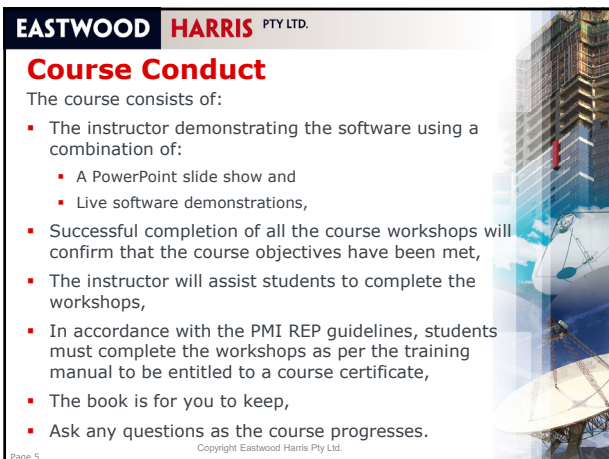 EASTWOOD HARRIS PTY LTD.
Course Conduct
The course consists of:
▪ The instructor demonstrating the software using a
combination of:
▪ A PowerPoint slide show and
▪ Live software demonstrations,
▪ Successful completion of all the course workshops will
confirm that the course objectives have been met,
▪ The instructor will assist students to complete the
workshops,
▪ In accordance with the PMI REP guidelines, students
must complete the workshops as per the training
manual to be entitled to a course certificate,
▪ The book is for you to keep,
▪ Ask any questions as the course progresses.
Copyright Eastwood Harris Pty Ltd.
Page 5